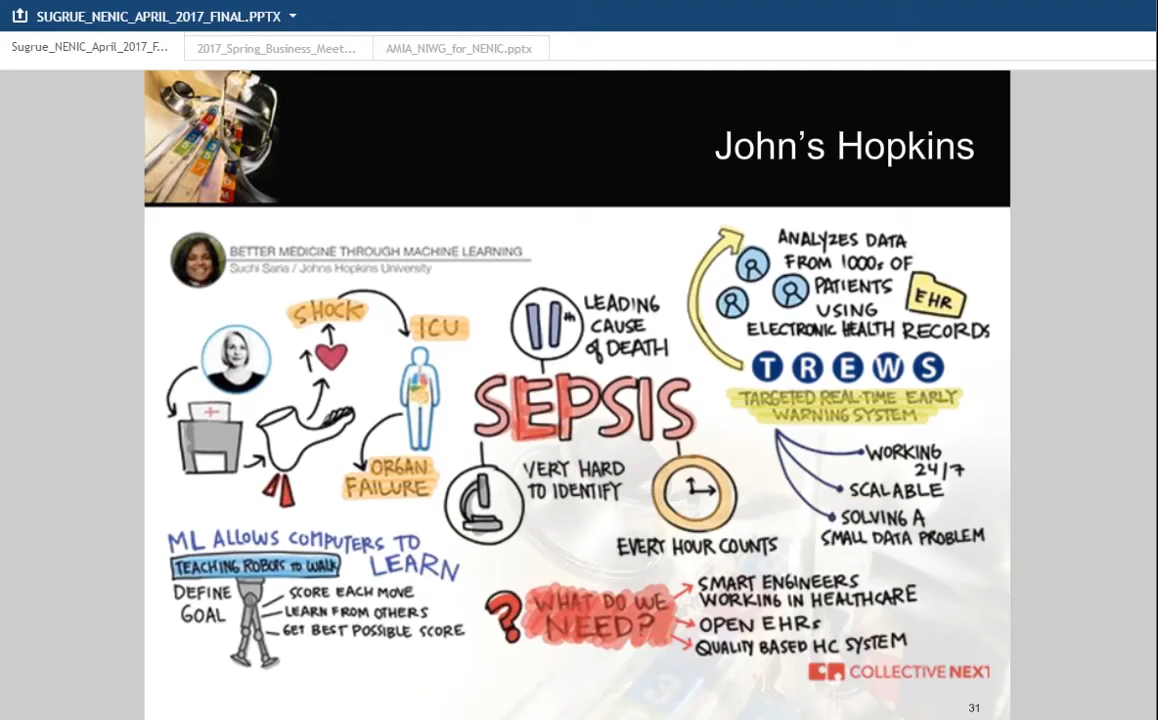 SUGRUE_NENIC_APRIL_2017_FINAL.PPTX
Sugrue_NENIC_April_2017_F...
2017_Spring_Business_Meet...
AMIA_NIWG_for_NENIC.pptx
John's Hopkins
BETTER MEDICINE THROUGH MACHINE LEARNING
Suchi Saria / Johns Hopkins University
SHOCK
ICU
ORGAN
FAILURE
11th
LEADING
CAUSE
of DEATH
SEPSIS
VERY HARD
TO IDENTIFY
EVERY HOUR COUNTS
ANALYZES DATA
FROM 1000s OF
PATIENTS
USING
ELECTRONIC HEALTH RECORDS
EHR
TREWS
TARGETED REAL-TIME EARLY
WARNING SYSTEM
WORKING
24/7
SCALABLE
SOLVING A
SMALL DATA PROBLEM
ML ALLOWS COMPUTERS TO
LEARN
TEACHING ROBOTS TO WALK
DEFINE
GOAL
SCORE EACH MOVE
LEARN FROM OTHERS
GET BEST POSSIBLE SCORE
? WHAT DO WE
NEED?
SMART ENGINEERS
WORKING IN HEALTHCARE
OPEN EHRs
QUALITY BASED HC SYSTEM
COLLECTIVE NEXT
31